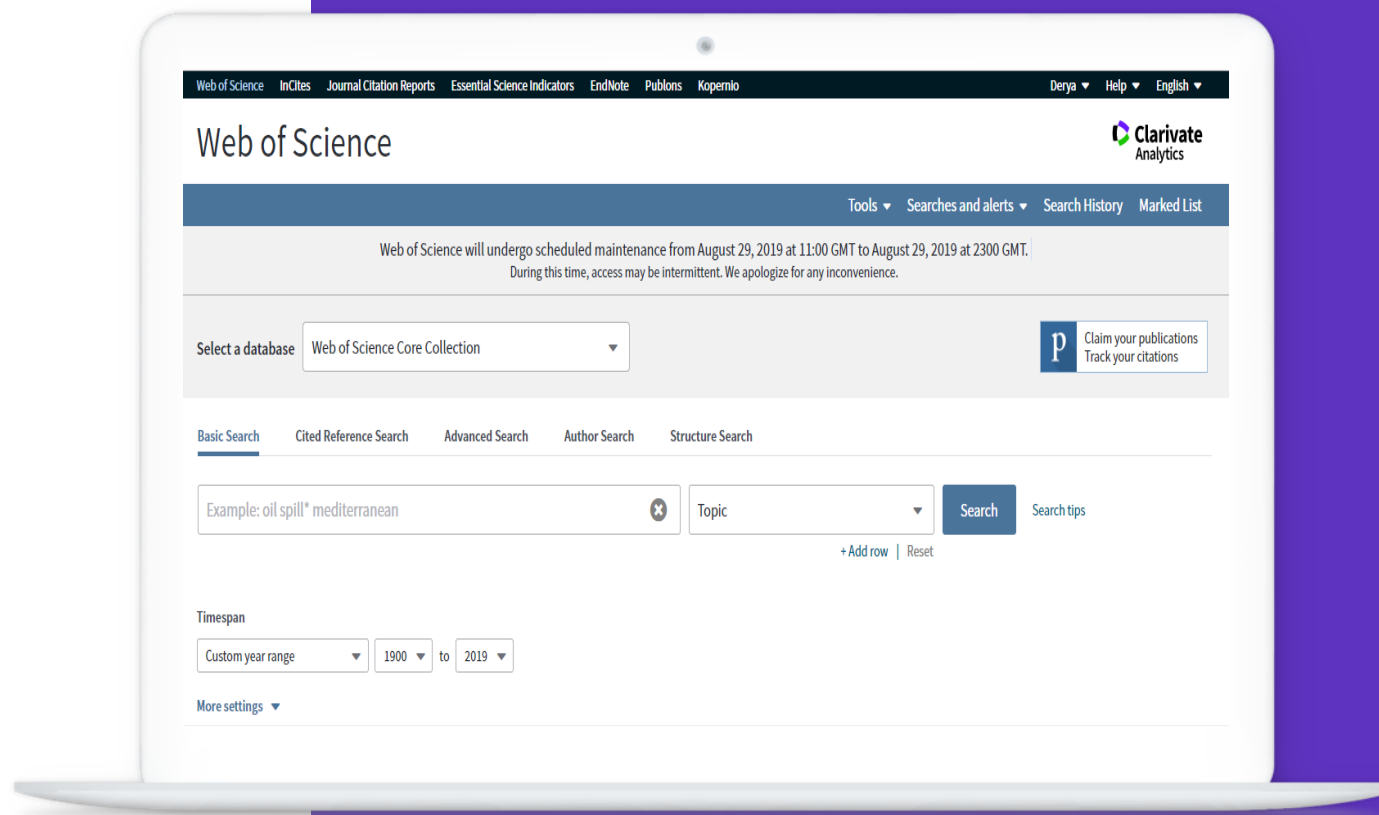 Web of Science InCites Journal Citation Reports Essential Science Indicators EndNote Publons Kopernio Derya Help English
Web of Science
Clarivate
Analytics
Tools Searches and alerts Search History Marked List
Web of Science will undergo scheduled maintenance from August 29, 2019 at 11:00 GMT to August 29, 2019 at 2300 GMT.
During this time, access may be intermittent. We apologize for any inconvenience.
Select a database Web of Science Core Collection
p Claim your publications
Track your citations
Basic Search Cited Reference Search Advanced Search Author Search Structure Search
Example: oil spill* mediterranean Topic Search Search tips
+ Add row | Reset
Timespan
Custom year range 1900 to 2019
More settings